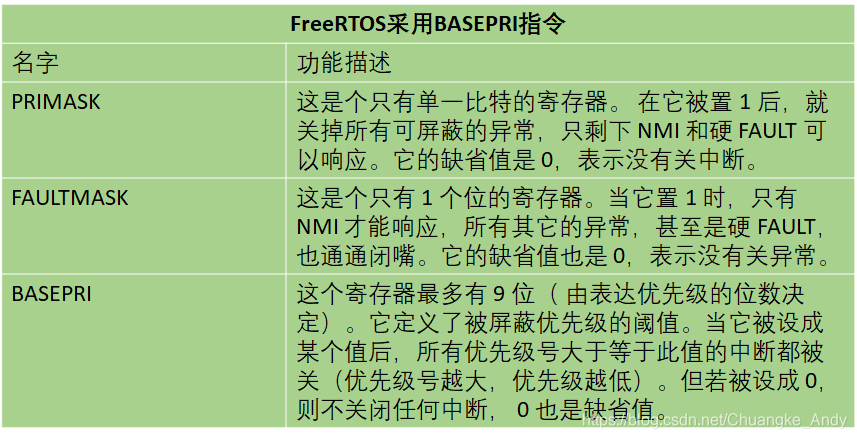 FreeRTOS采用BASEPRI指令
名字
功能描述
PRIMASK
这是个只有单一比特的寄存器。 在它被置 1 后，就
关掉所有可屏蔽的异常，只剩下 NMI 和硬 FAULT 可
以响应。它的缺省值是 0，表示没有关中断。
FAULTMASK
这是个只有 1 个位的寄存器。当它置 1 时，只有
NMI 才能响应，所有其它的异常，甚至是硬 FAULT，
也通通闭嘴。它的缺省值也是 0，表示没有关异常。
BASEPRI
这个寄存器最多有 9 位（ 由表达优先级的位数决
定）。它定义了被屏蔽优先级的阈值。当它被设成
某个值后，所有优先级号大于等于此值的中断都被
关（优先级号越大，优先级越低）。但若被设成 0，
则不关闭任何中断， 0 也是缺省值。
https://blog.csdn.net/Chuangke_Andy